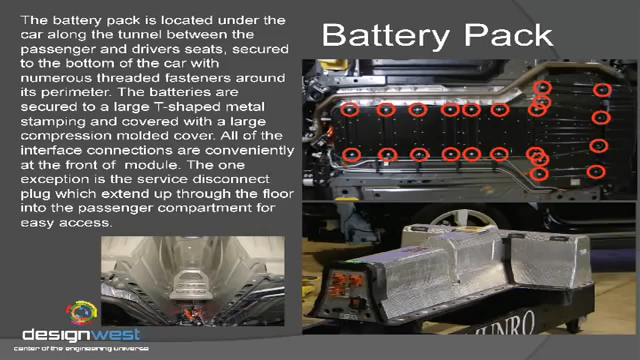 Battery Pack
The battery pack is located under the
car along the tunnel between the
passenger and drivers seats, secured
to the bottom of the car with
numerous threaded fasteners around
its perimeter. The batteries are
secured to a large T-shaped metal
stamping and covered with a large
compression molded cover. All of the
interface connections are conveniently
at the front of module. The one
exception is the service disconnect
plug which extend up through the floor
into the passenger compartment for
easy access.
MUNRO
designwest
center of the engineering universe